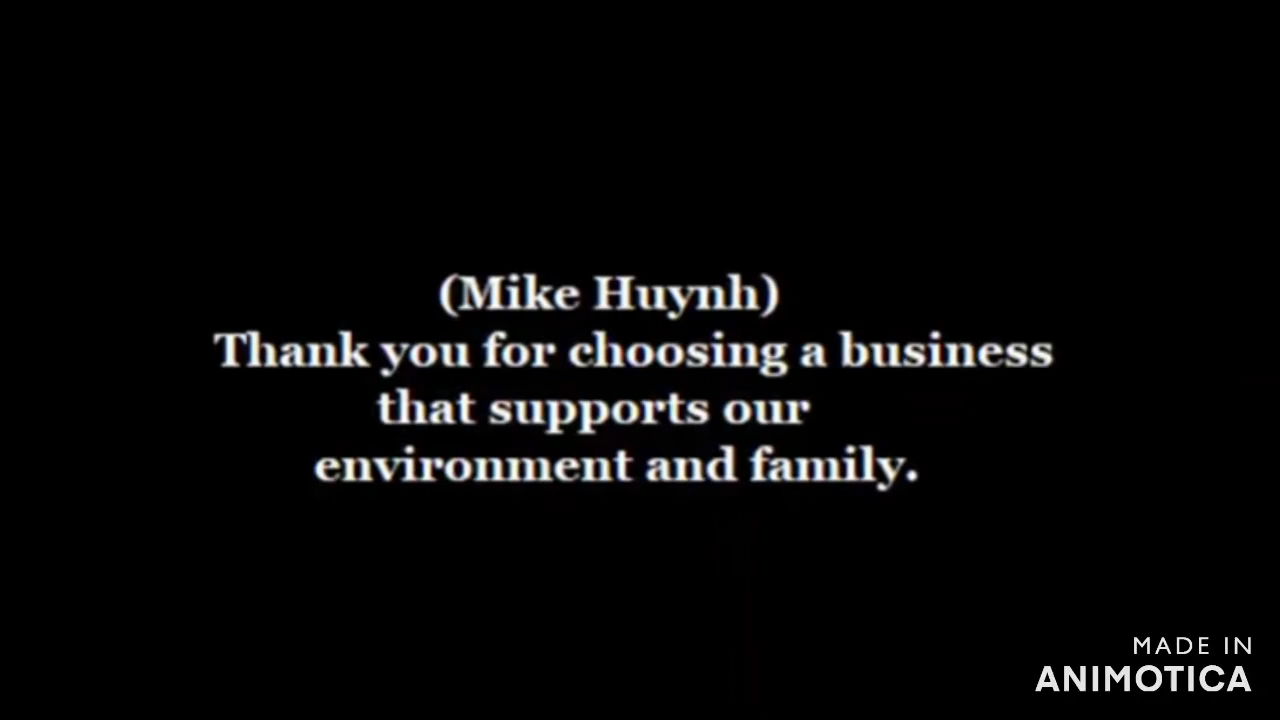 (Mike Huynh)
Thank you for choosing a business
that supports our
environment and family.
MADE IN
ANIMOTICA